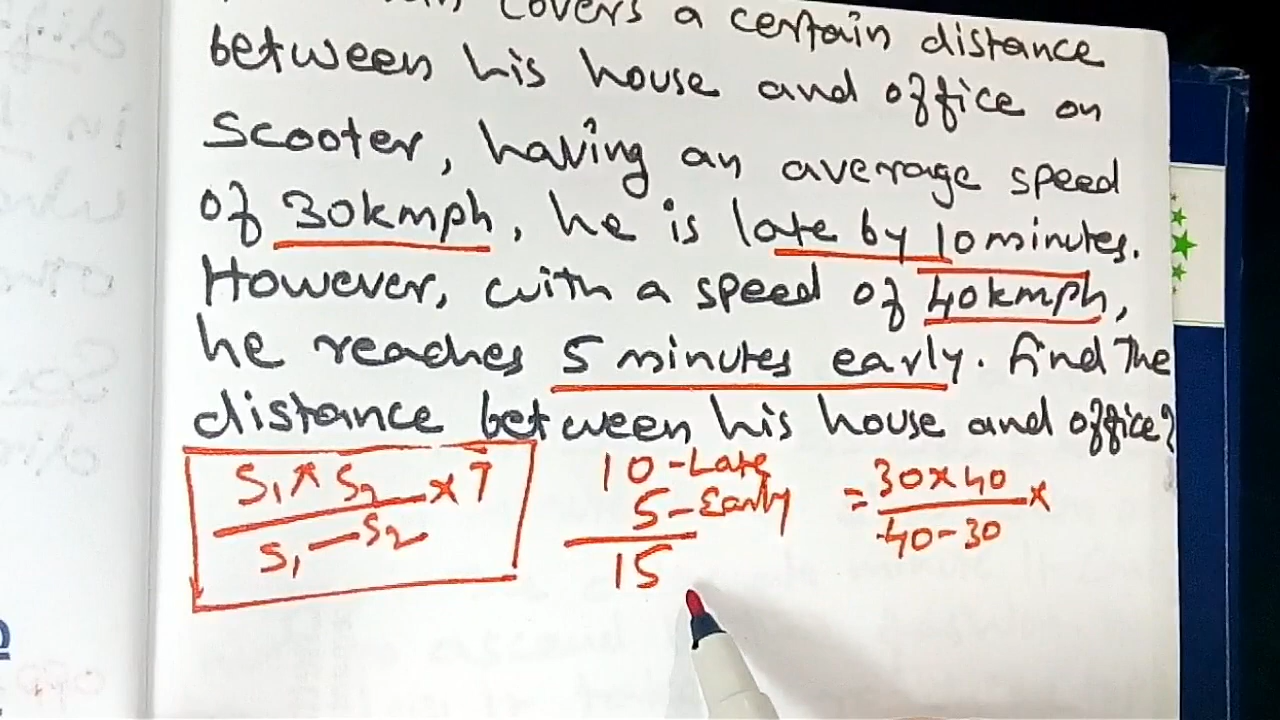 covers a certain distance
between his house and office on
Scooter, having an average speed
of 30kmph, he is late by 10 minutes.
However, with a speed of 40kmph,
he reaches 5 minutes early. find the
distance between his house and office?
S₁ × S₂ × T
S₁ - S₂
10 - Late
5 - Early
15
= 30 × 40 ×
40 - 30